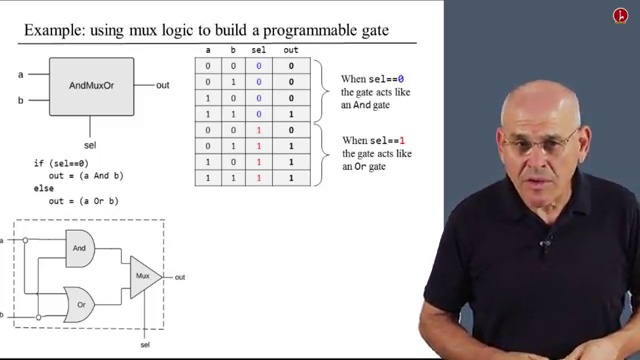 Example: using mux logic to build a programmable gate
a b sel out
0 0 0 0
0 1 0 0
1 0 0 0
1 1 0 1
0 0 1 0
0 1 1 1
1 0 1 1
1 1 1 1
When sel==0
the gate acts like
an And gate
When sel==1
the gate acts like
an Or gate
a
AndMuxOr
out
b
sel
if (sel==0)
out = (a And b)
else
out = (a Or b)
a
And
Mux
out
Or
b
sel